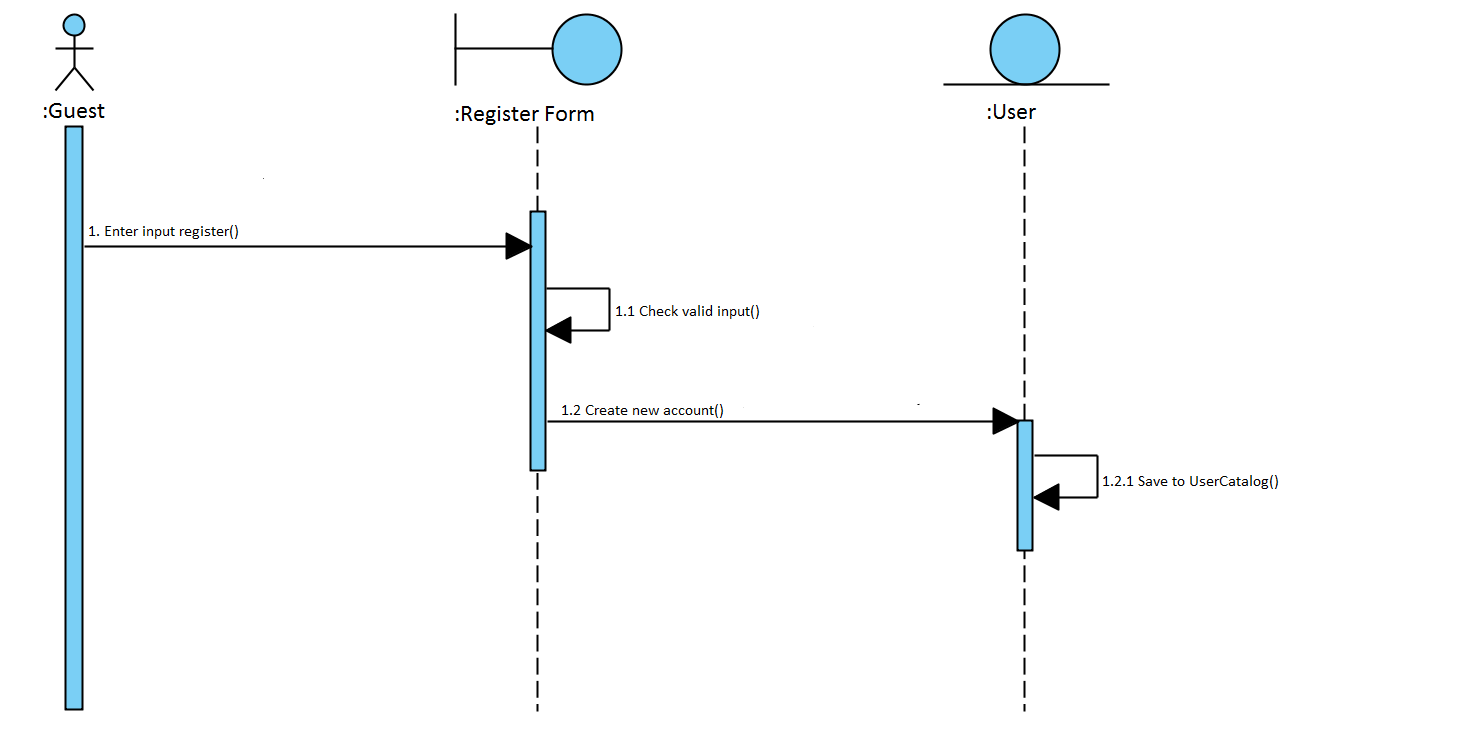 :Guest
:Register Form
:User
1. Enter input register()
1.1 Check valid input()
1.2 Create new account()
1.2.1 Save to UserCatalog()